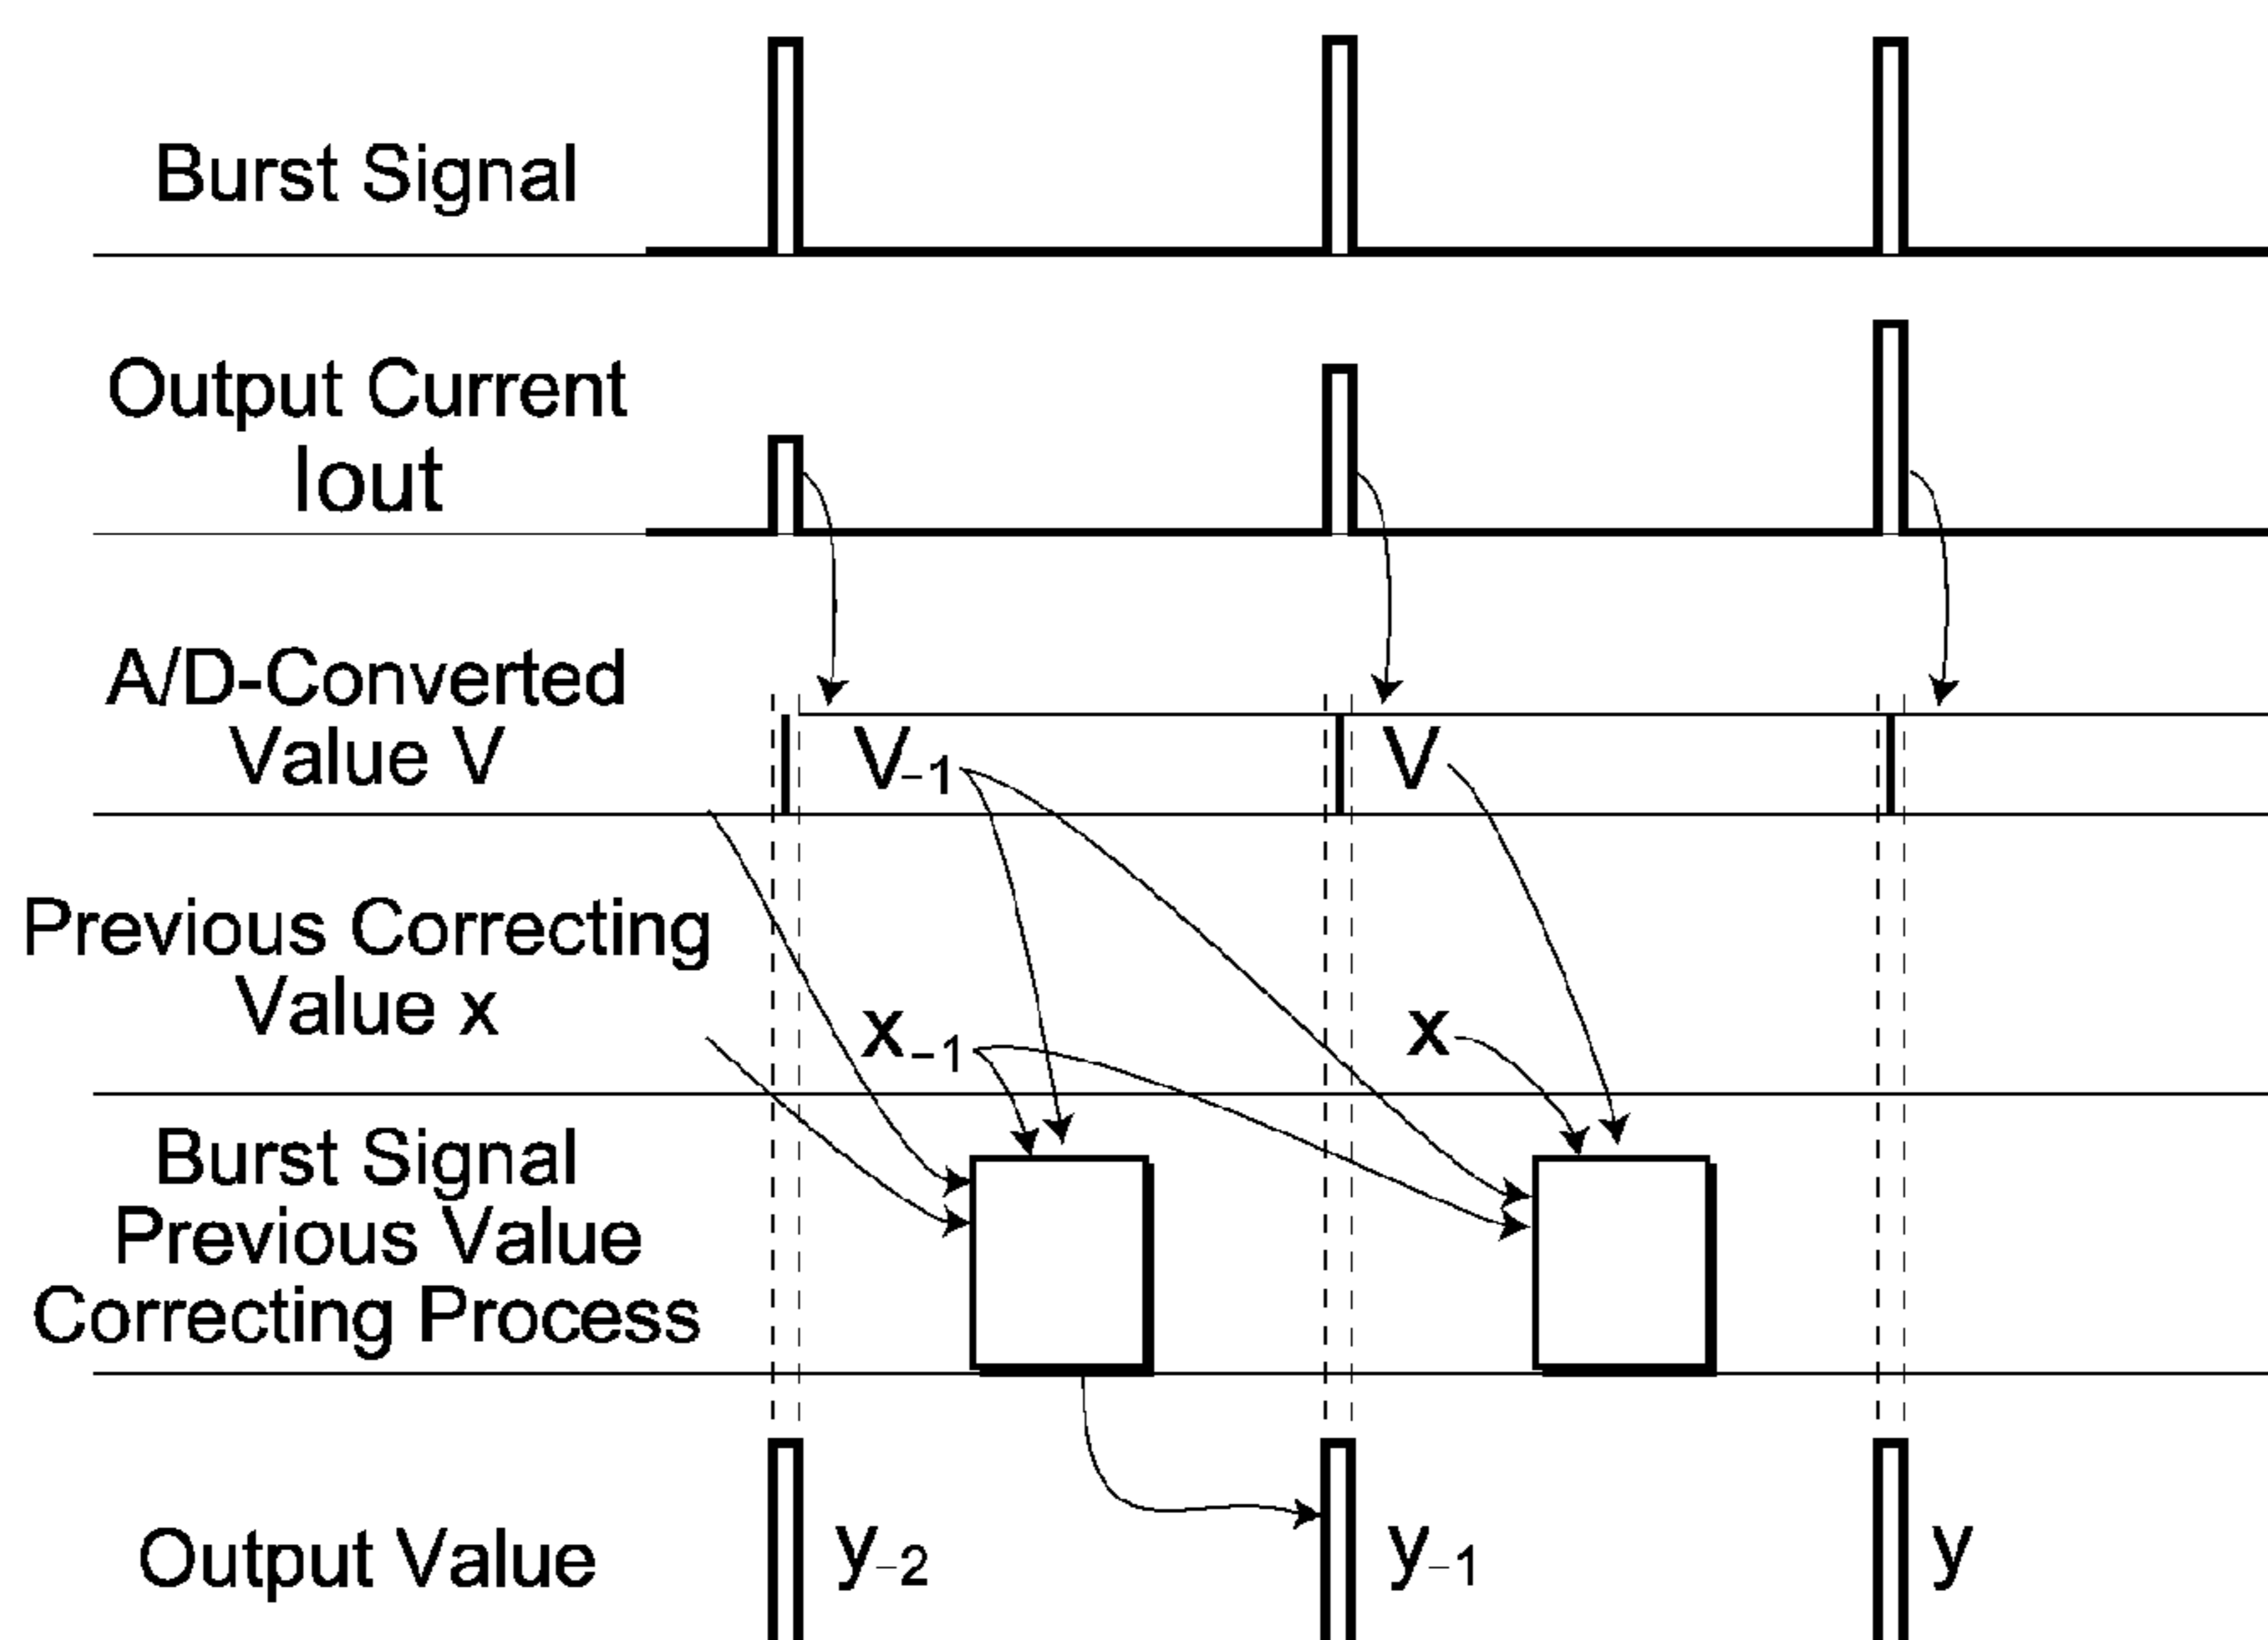 Burst Signal
Output Current
Iout
A/D-Converted
Value V
V–1
V
Previous Correcting
Value x
x–1
x
Burst Signal
Previous Value
Correcting Process
Output Value
y–2
y–1
y